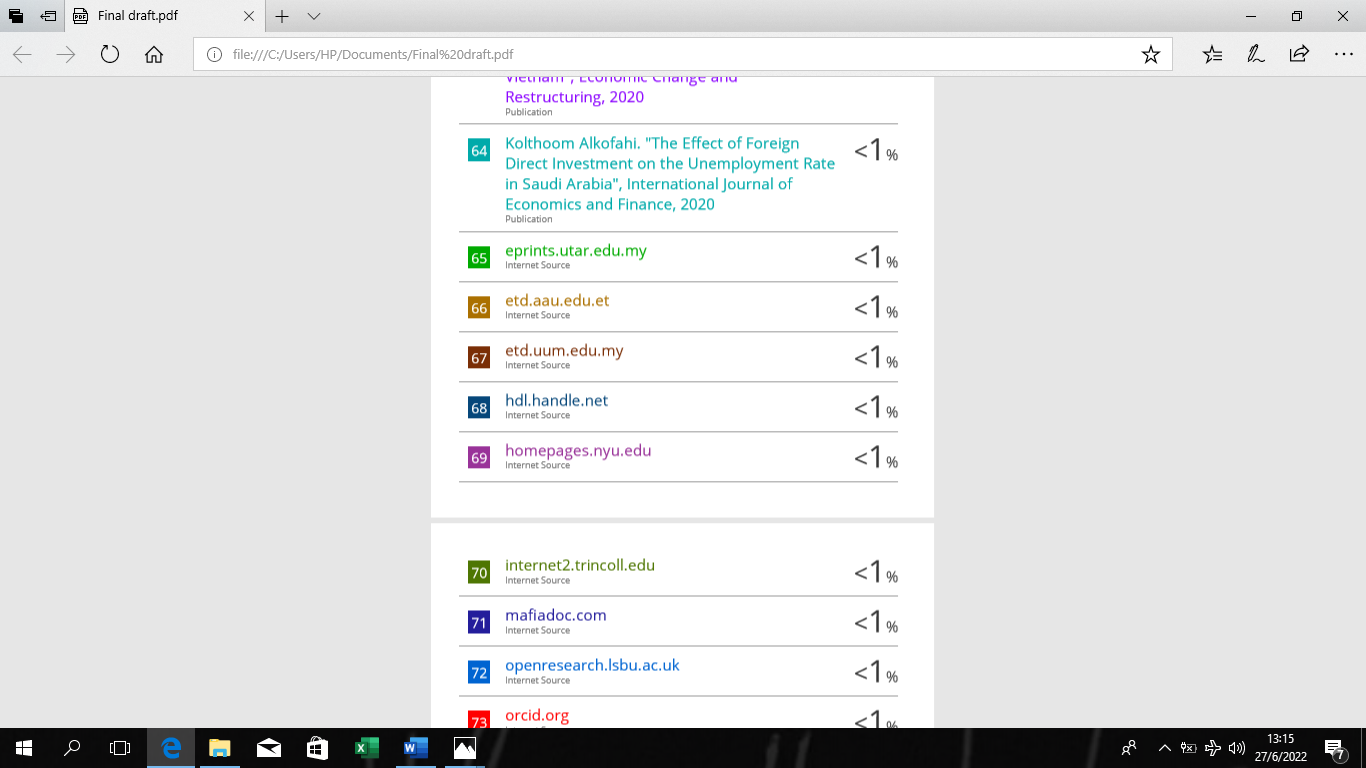 Final draft.pdf
file:///C:/Users/HP/Documents/Final%20draft.pdf
Vietnam", Economic Change and
Restructuring, 2020
Publication
64 Kolthoom Alkofahi. "The Effect of Foreign <1%
Direct Investment on the Unemployment Rate
in Saudi Arabia", International Journal of
Economics and Finance, 2020
Publication
65 eprints.utar.edu.my <1%
Internet Source
66 etd.aau.edu.et <1%
Internet Source
67 etd.uum.edu.my <1%
Internet Source
68 hdl.handle.net <1%
Internet Source
69 homepages.nyu.edu <1%
Internet Source
70 internet2.trincoll.edu <1%
Internet Source
71 mafiadoc.com <1%
Internet Source
72 openresearch.lsbu.ac.uk <1%
Internet Source
73 orcid.org <1%
13:15
27/6/2022
7